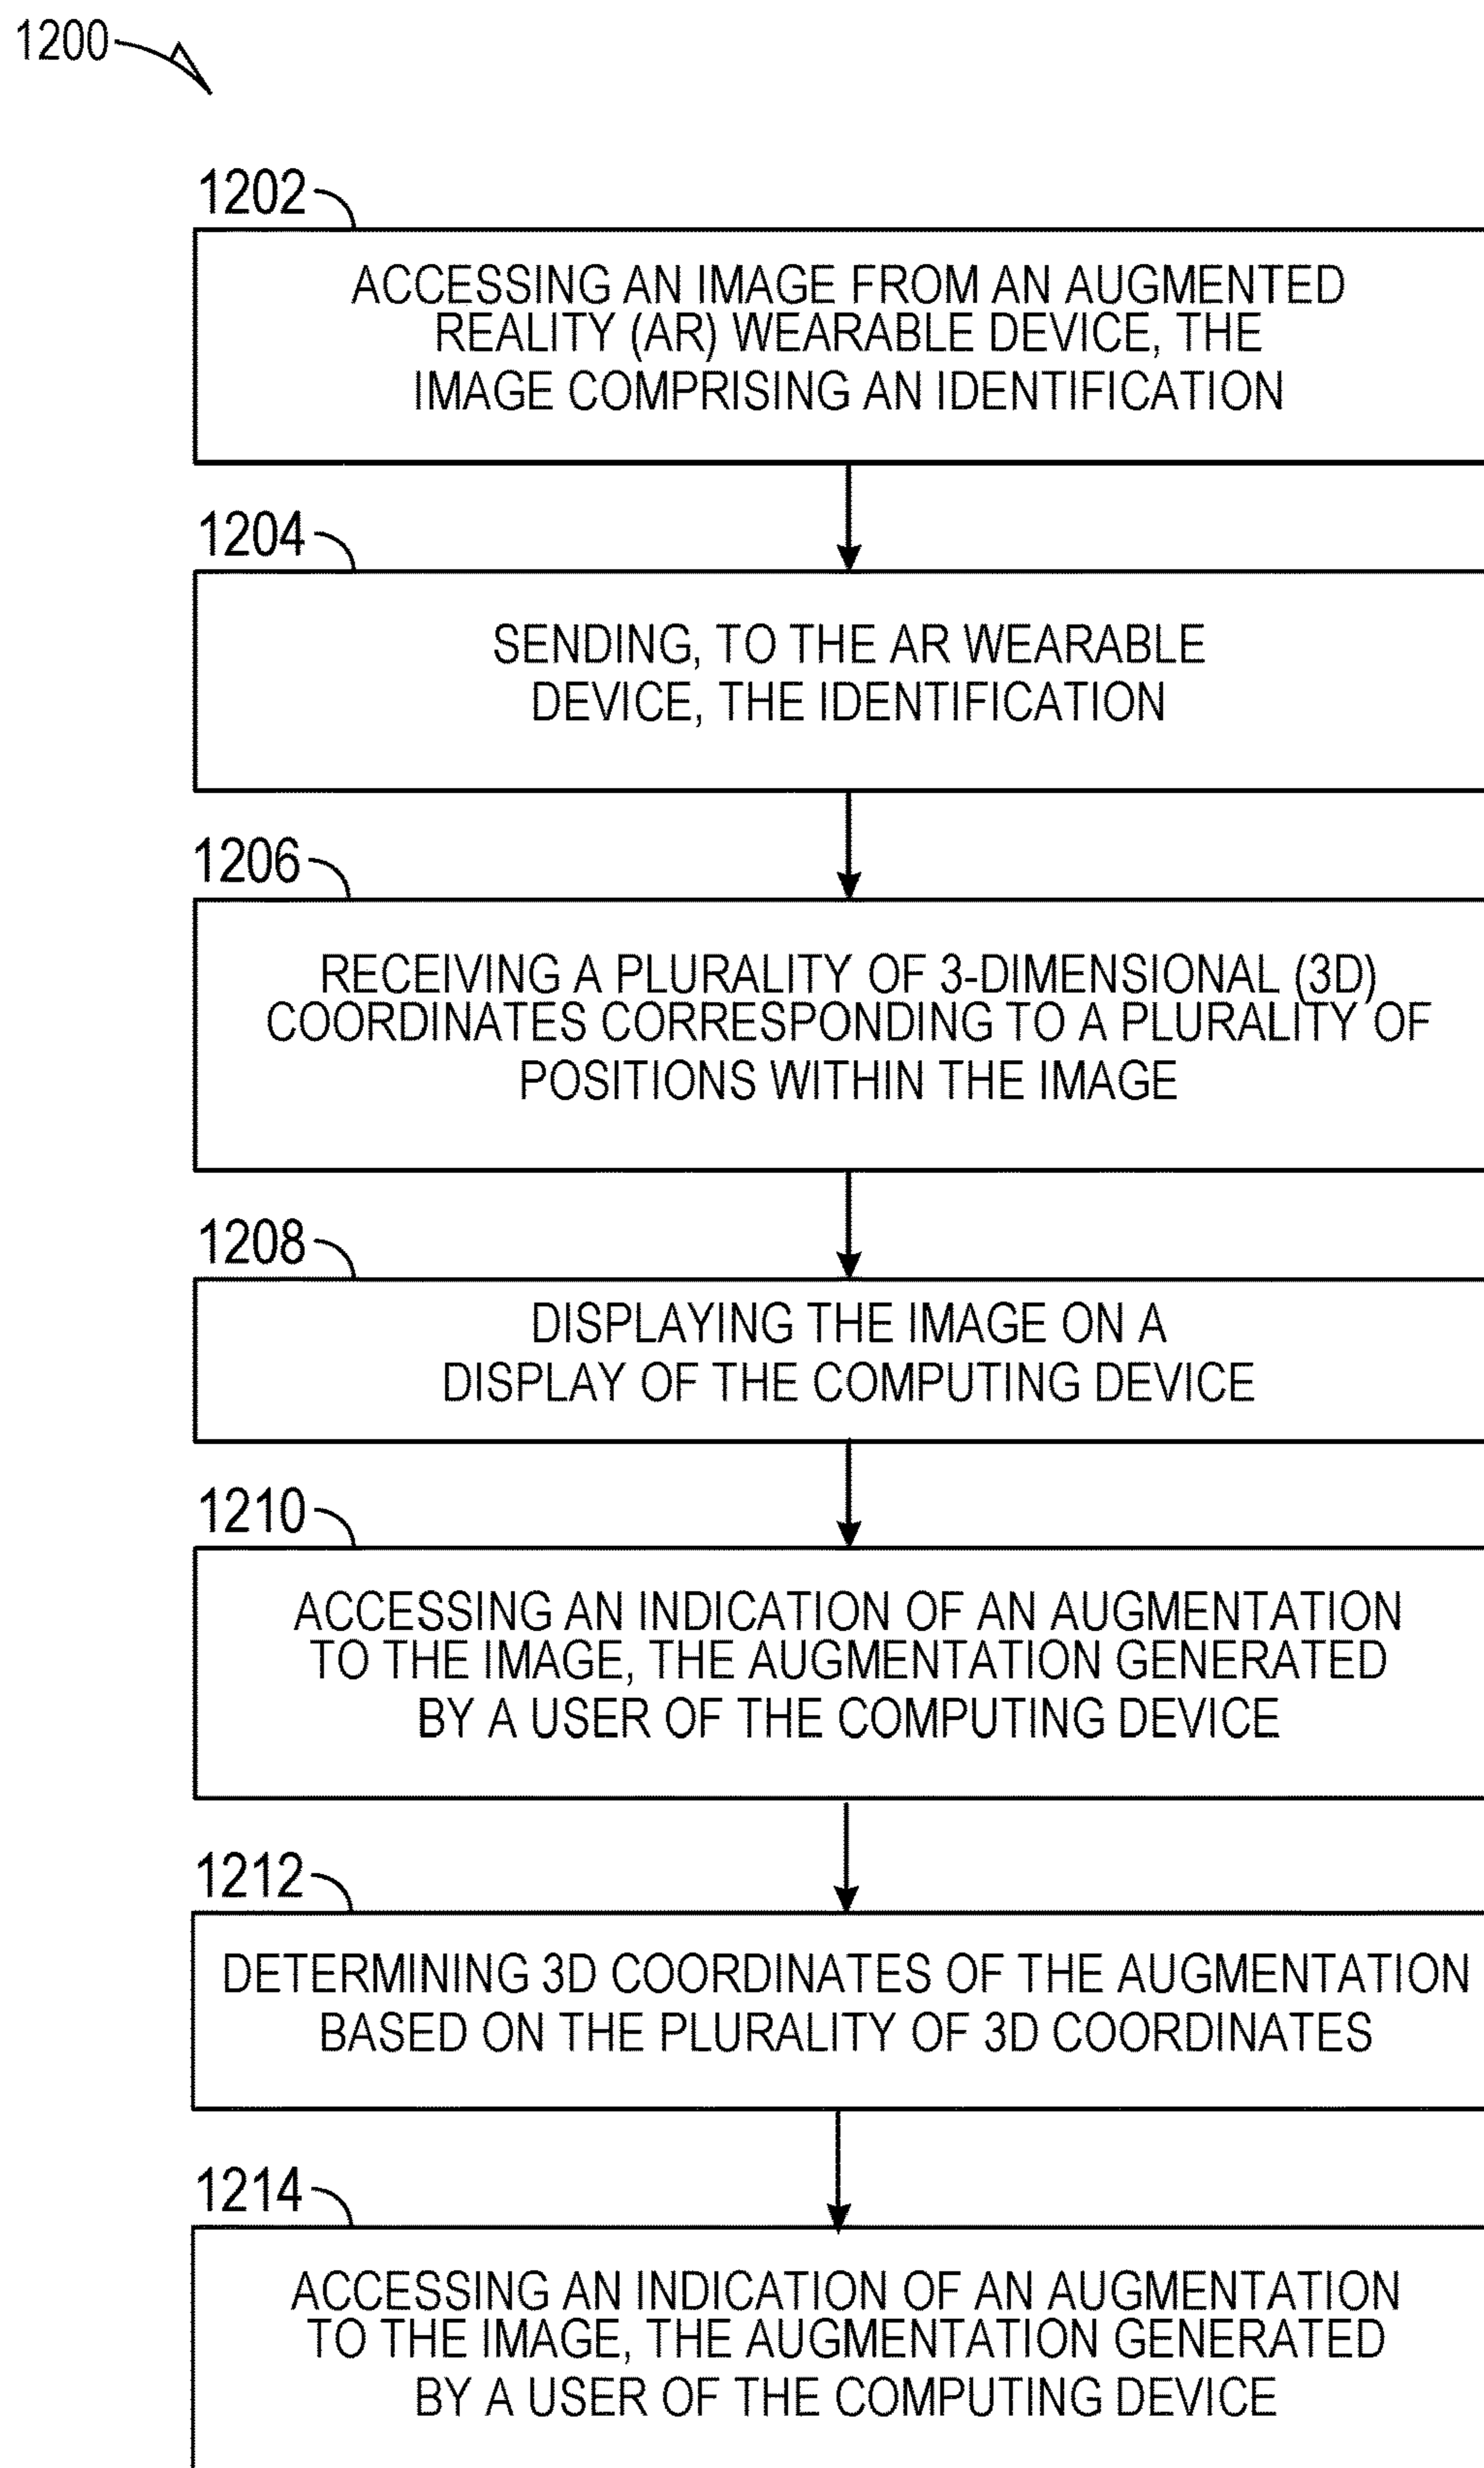 1200
1202
ACCESSING AN IMAGE FROM AN AUGMENTED
REALITY (AR) WEARABLE DEVICE, THE
IMAGE COMPRISING AN IDENTIFICATION
1204
SENDING, TO THE AR WEARABLE
DEVICE, THE IDENTIFICATION
1206
RECEIVING A PLURALITY OF 3-DIMENSIONAL (3D)
COORDINATES CORRESPONDING TO A PLURALITY OF
POSITIONS WITHIN THE IMAGE
1208
DISPLAYING THE IMAGE ON A
DISPLAY OF THE COMPUTING DEVICE
1210
ACCESSING AN INDICATION OF AN AUGMENTATION
TO THE IMAGE, THE AUGMENTATION GENERATED
BY A USER OF THE COMPUTING DEVICE
1212
DETERMINING 3D COORDINATES OF THE AUGMENTATION
BASED ON THE PLURALITY OF 3D COORDINATES
1214
ACCESSING AN INDICATION OF AN AUGMENTATION
TO THE IMAGE, THE AUGMENTATION GENERATED
BY A USER OF THE COMPUTING DEVICE